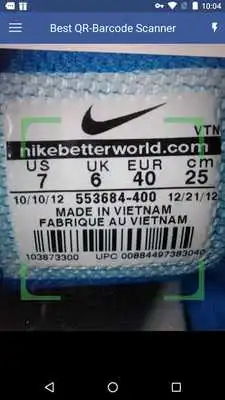 10:04
Best QR-Barcode Scanner
VTN
nikebetterworld.com
US UK EUR cm
7 6 40 25
10/10/12 553684-400 12/21/12
MADE IN VIETNAM
FABRIQUE AU VIETNAM
103873300 UPC 00884497383040